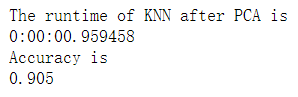 The runtime of KNN after PCA is
0:00:00.959458
Accuracy is
0.905